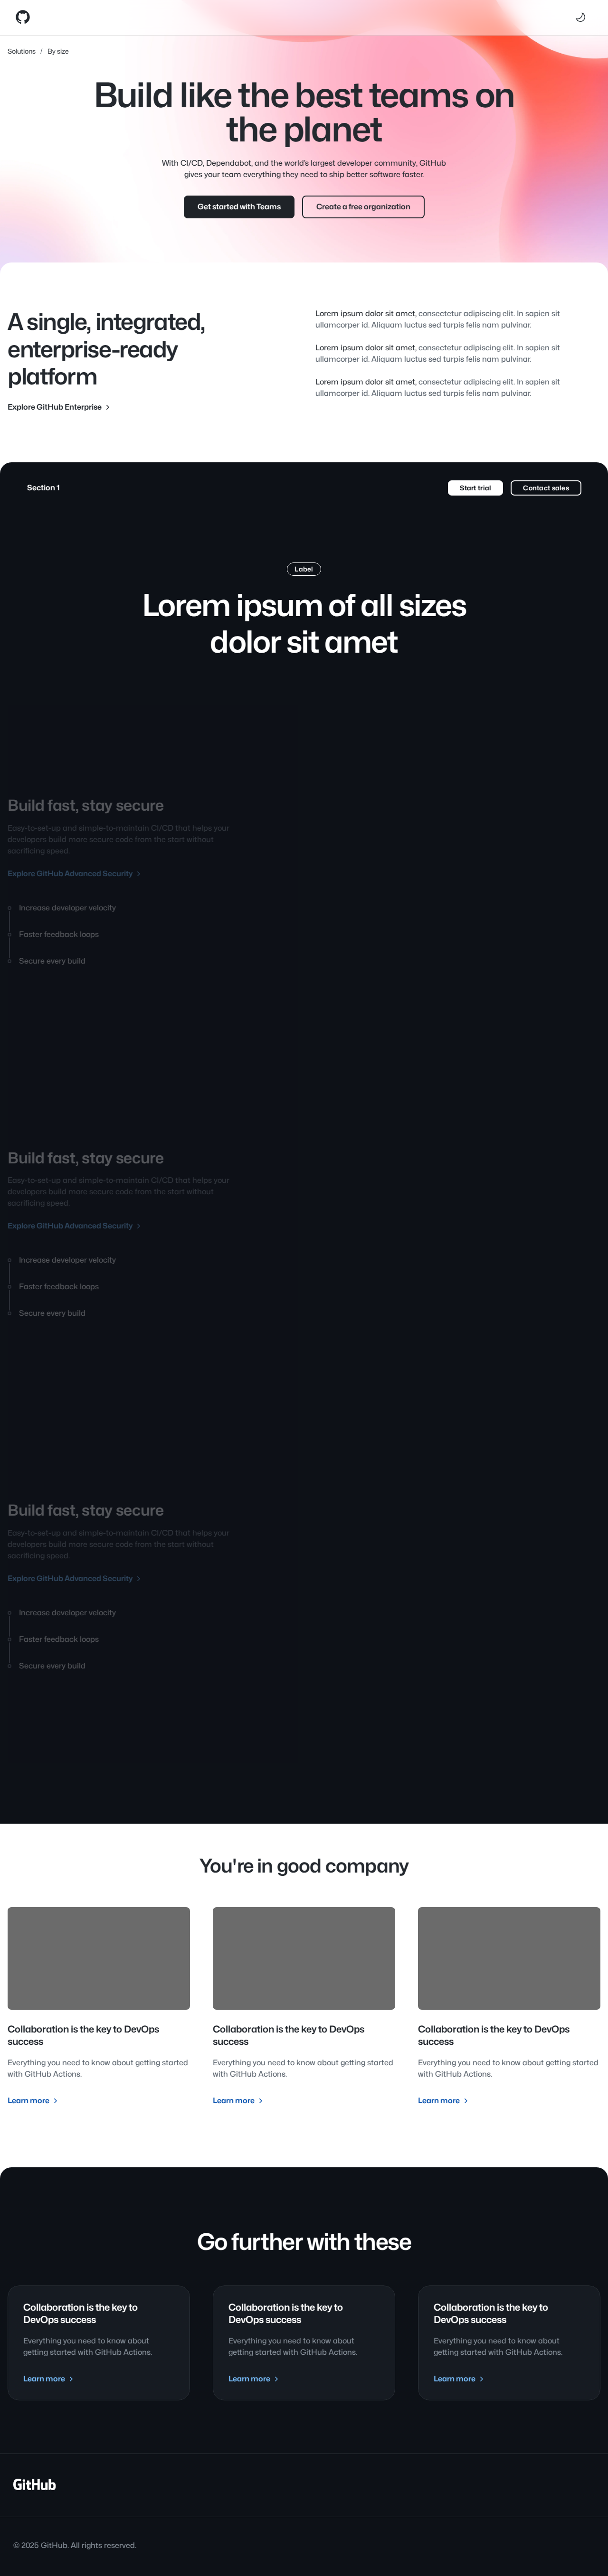 Solutions / By size
Build like the best teams on
the planet
With CI/CD, Dependabot, and the world's largest developer community, GitHub
gives your team everything they need to ship better software faster.
Get started with Teams
Create a free organization
A single, integrated,
enterprise-ready
platform
Explore GitHub Enterprise
Lorem ipsum dolor sit amet, consectetur adipiscing elit. In sapien sit
ullamcorper id. Aliquam luctus sed turpis felis nam pulvinar.
Lorem ipsum dolor sit amet, consectetur adipiscing elit. In sapien sit
ullamcorper id. Aliquam luctus sed turpis felis nam pulvinar.
Lorem ipsum dolor sit amet, consectetur adipiscing elit. In sapien sit
ullamcorper id. Aliquam luctus sed turpis felis nam pulvinar.
Section 1
Start trial
Contact sales
Label
Lorem ipsum of all sizes
dolor sit amet
Build fast, stay secure
Easy-to-set-up and simple-to-maintain CI/CD that helps your
developers build more secure code from the start without
sacrificing speed.
Explore GitHub Advanced Security
Increase developer velocity
Faster feedback loops
Secure every build
Build fast, stay secure
Easy-to-set-up and simple-to-maintain CI/CD that helps your
developers build more secure code from the start without
sacrificing speed.
Explore GitHub Advanced Security
Increase developer velocity
Faster feedback loops
Secure every build
Build fast, stay secure
Easy-to-set-up and simple-to-maintain CI/CD that helps your
developers build more secure code from the start without
sacrificing speed.
Explore GitHub Advanced Security
Increase developer velocity
Faster feedback loops
Secure every build
You're in good company
Collaboration is the key to DevOps
success
Everything you need to know about getting started
with GitHub Actions.
Learn more
Collaboration is the key to DevOps
success
Everything you need to know about getting started
with GitHub Actions.
Learn more
Collaboration is the key to DevOps
success
Everything you need to know about getting started
with GitHub Actions.
Learn more
Go further with these
Collaboration is the key to
DevOps success
Everything you need to know about
getting started with GitHub Actions.
Learn more
Collaboration is the key to
DevOps success
Everything you need to know about
getting started with GitHub Actions.
Learn more
Collaboration is the key to
DevOps success
Everything you need to know about
getting started with GitHub Actions.
Learn more
GitHub
© 2025 GitHub. All rights reserved.